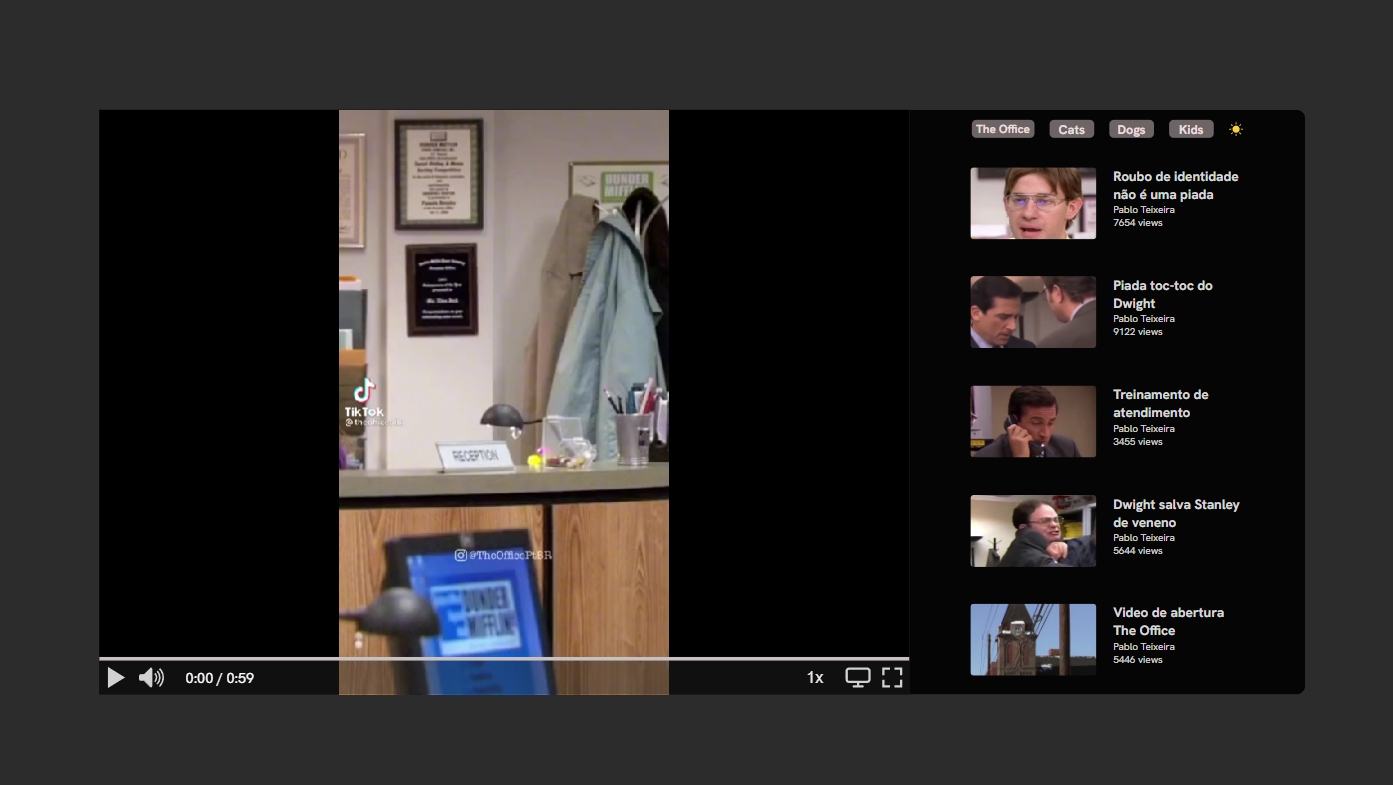 DUNDER
MIFFLIN
TikTok
RECEPTION
@TheOfficePtBR
DUNDER
MIFFLIN
0:00 / 0:59
1x
The Office
Cats
Dogs
Kids
Roubo de identidade
não é uma piada
Pablo Teixeira
7654 views
Piada toc-toc do
Dwight
Pablo Teixeira
9122 views
Treinamento de
atendimento
Pablo Teixeira
3455 views
Dwight salva Stanley
de veneno
Pablo Teixeira
5644 views
Video de abertura
The Office
Pablo Teixeira
5446 views